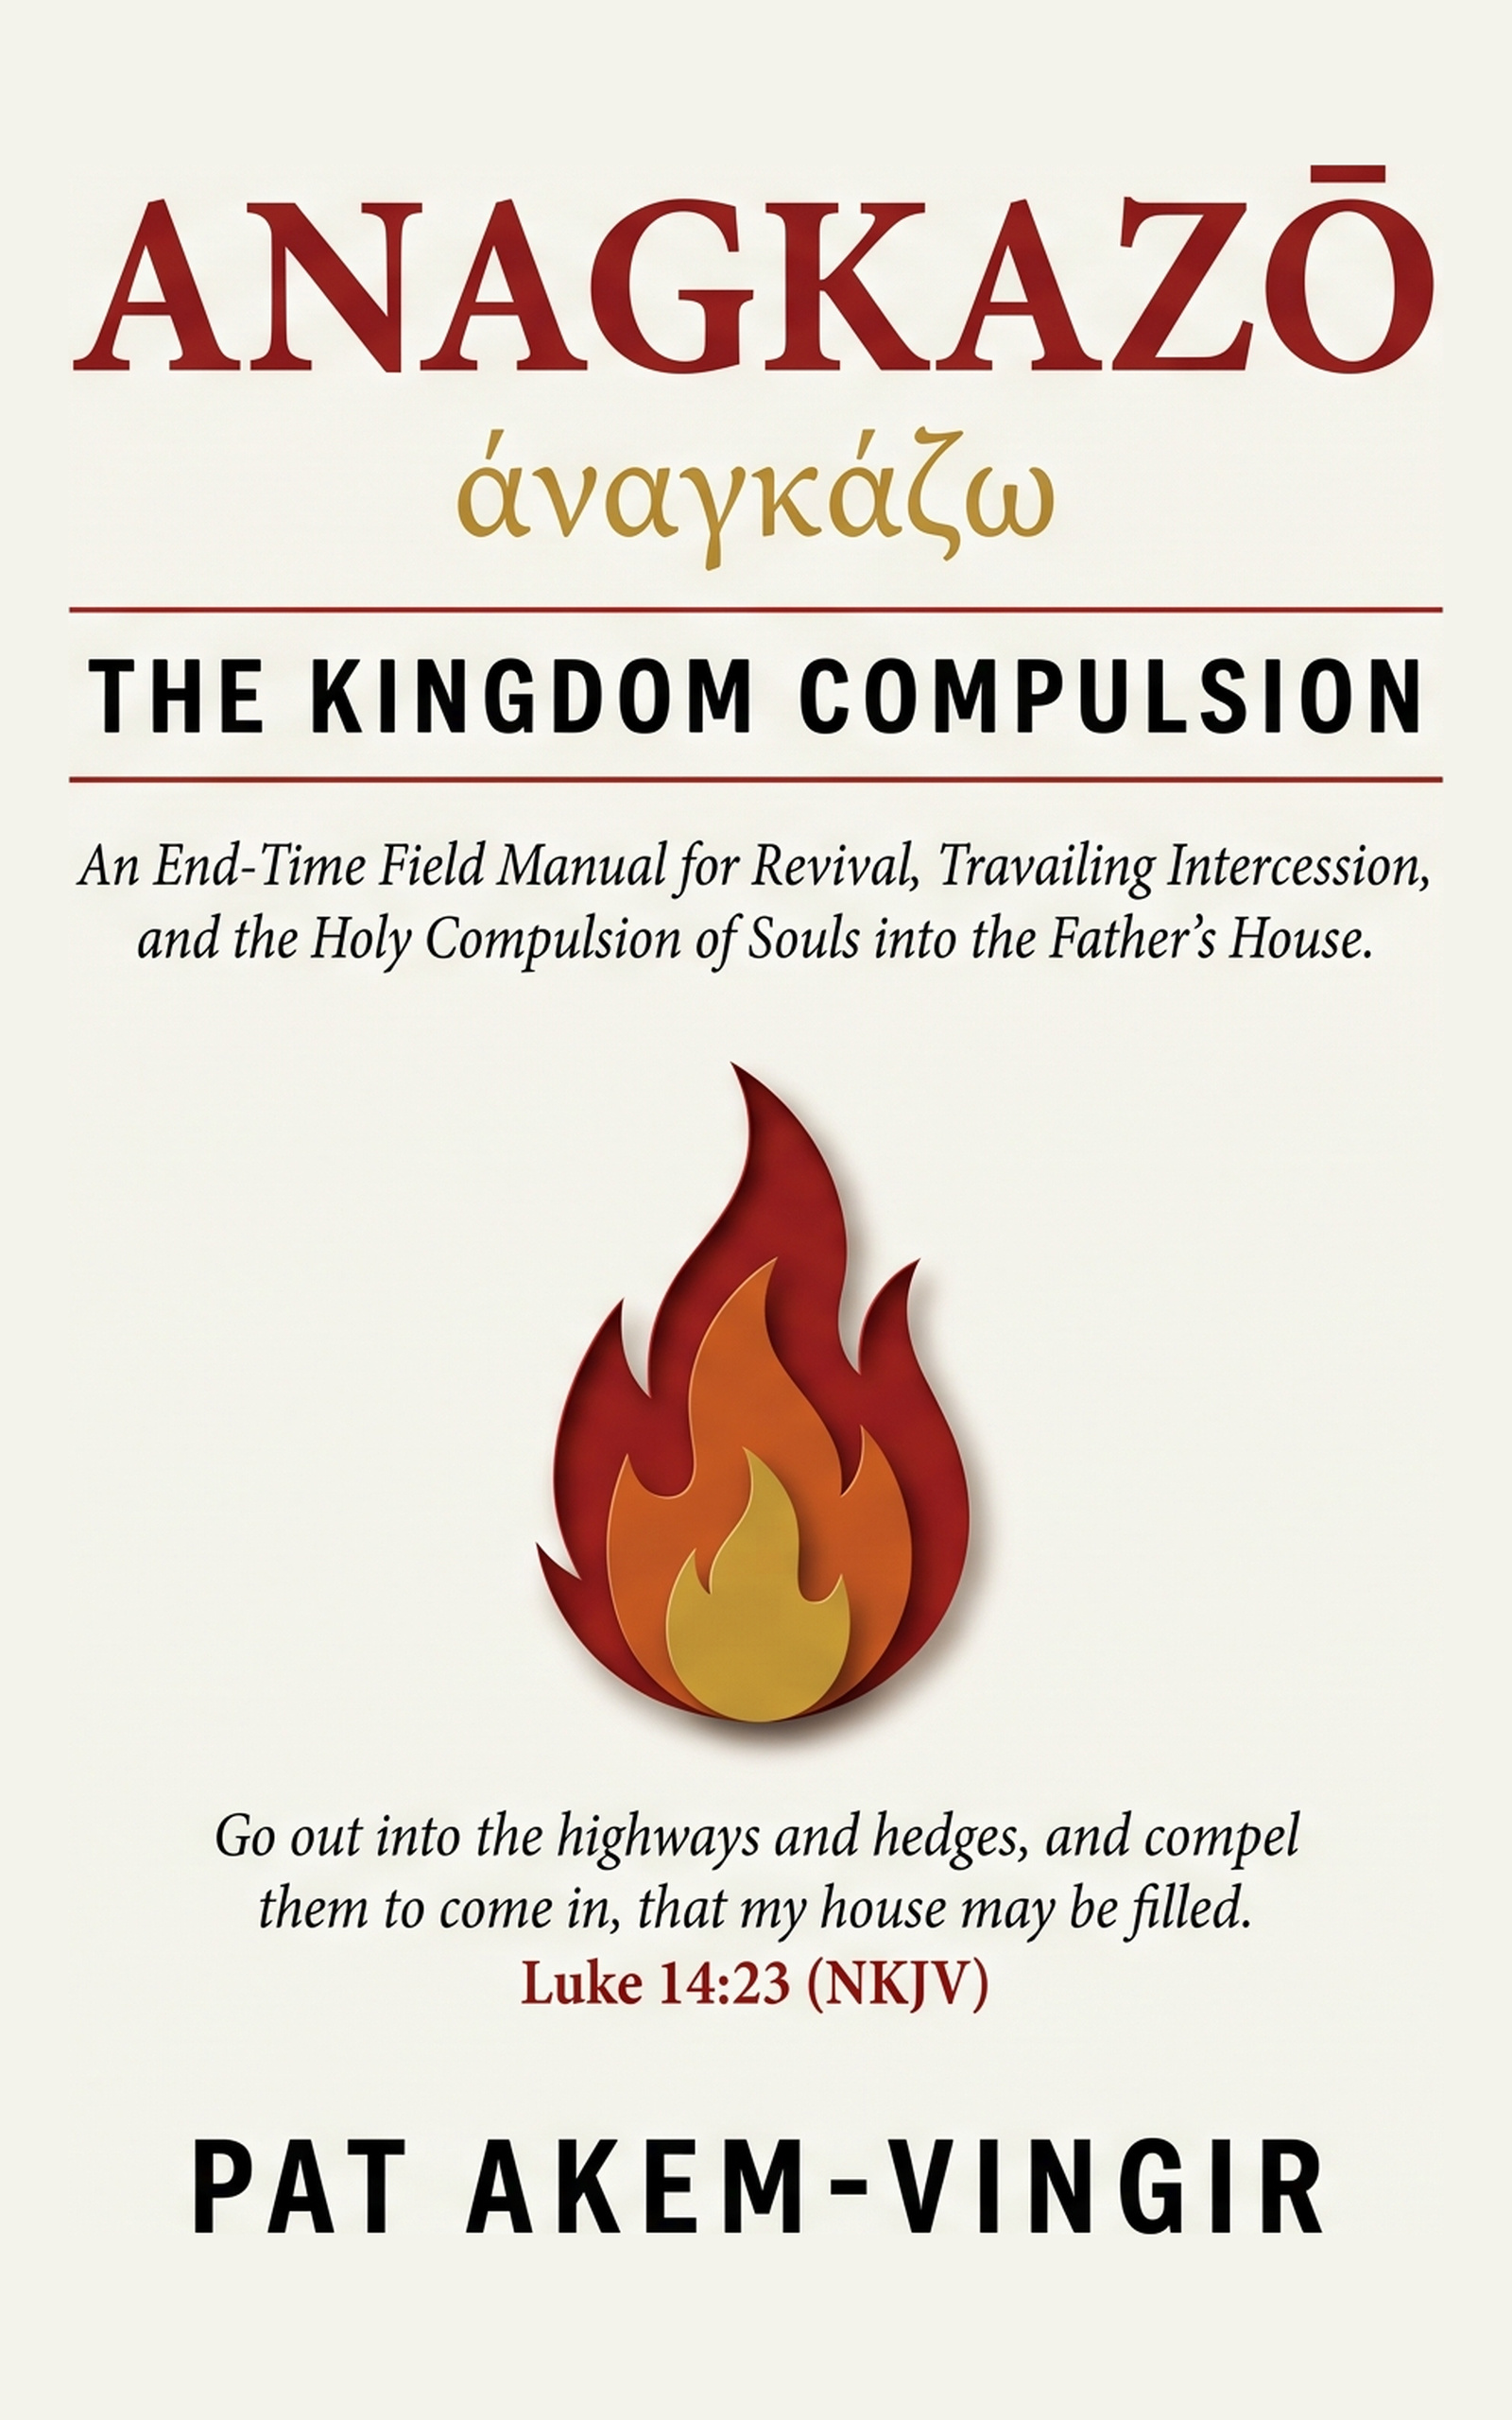 ANAGKAZŌ
άναγκάζω
THE KINGDOM COMPULSION
An End-Time Field Manual for Revival, Travailing Intercession,
and the Holy Compulsion of Souls into the Father’s House.
Go out into the highways and hedges, and compel
them to come in, that my house may be filled.
Luke 14:23 (NKJV)
PAT AKEM-VINGIR